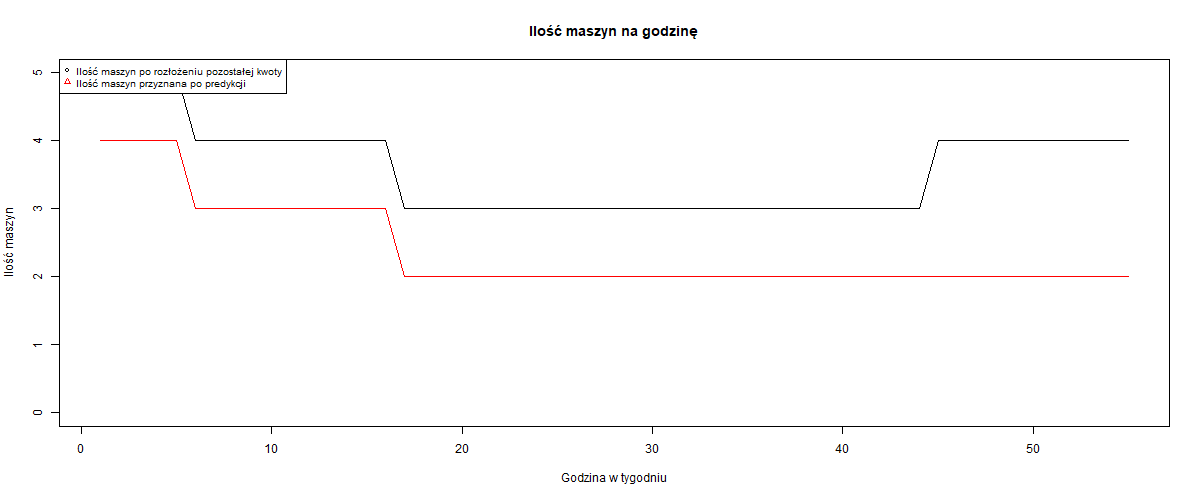 Ilość maszyn na godzinę
Ilość maszyn po rozłożeniu pozostałej kwoty
Ilość maszyn przyznana po predykcji
Ilość maszyn
5
4
3
2
1
0
0 10 20 30 40 50
Godzina w tygodniu